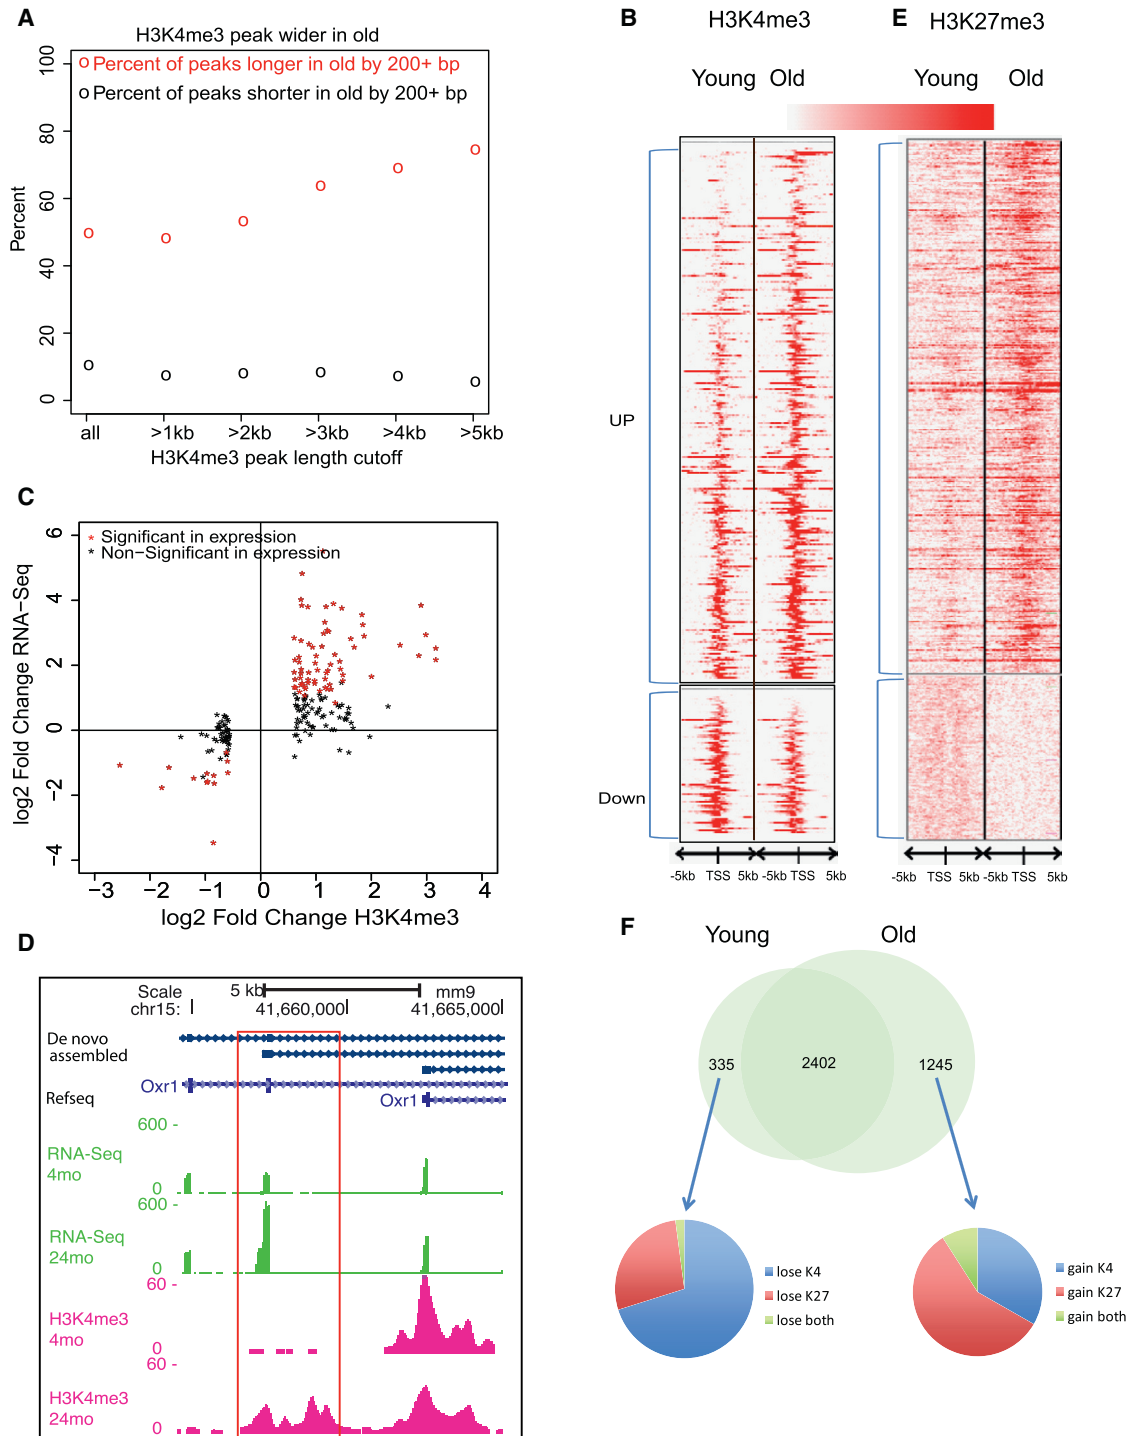 A
H3K4me3 peak wider in old
o Percent of peaks longer in old by 200+ bp
o Percent of peaks shorter in old by 200+ bp
100
80
60
40
20
0
Percent
all >1kb >2kb >3kb >4kb >5kb
H3K4me3 peak length cutoff
B
H3K4me3
Young Old
UP
Down
-5kb TSS 5kb -5kb TSS 5kb
E
H3K27me3
Young Old
-5kb TSS 5kb -5kb TSS 5kb
C
* Significant in expression
* Non−Significant in expression
6
4
2
0
−2
−4
log2 Fold Change RNA−Seq
−3 −2 −1 0 1 2 3 4
log2 Fold Change H3K4me3
D
Scale 5 kb mm9
chr15: 41,660,000 41,665,000
De novo
assembled
Oxr1
Refseq Oxr1
600 -
RNA-Seq
4mo
0
600 -
RNA-Seq
24mo
0
60 -
H3K4me3
4mo
0
60 -
H3K4me3
24mo
0
F
Young Old
335 2402 1245
lose K4
lose K27
lose both
gain K4
gain K27
gain both